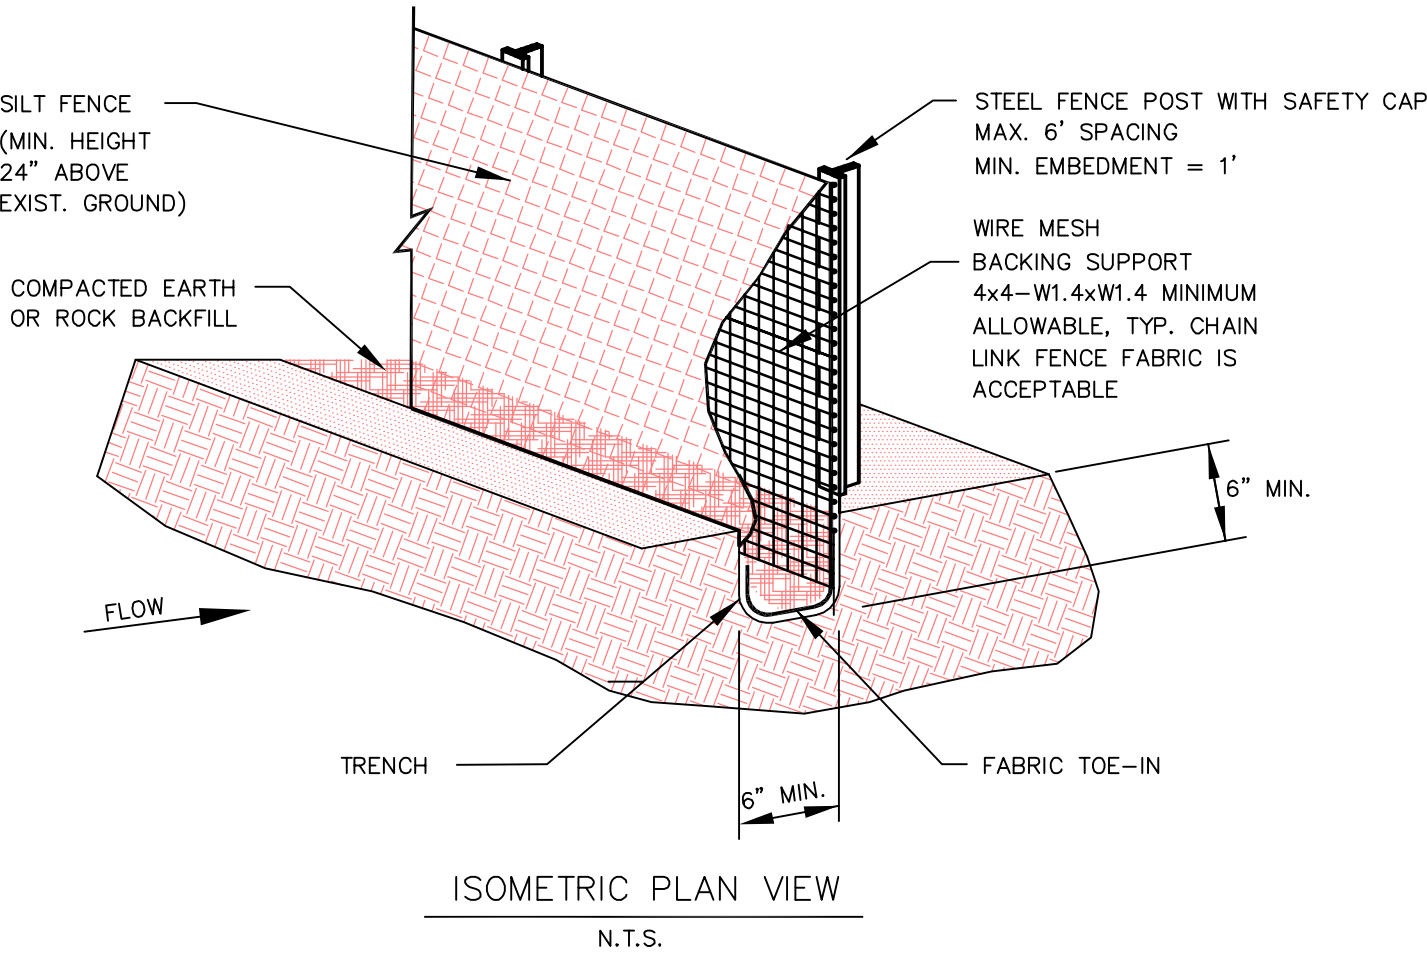 SILT FENCE
(MIN. HEIGHT
24" ABOVE
EXIST. GROUND)
COMPACTED EARTH
OR ROCK BACKFILL
STEEL FENCE POST WITH SAFETY CAP
MAX. 6' SPACING
MIN. EMBEDMENT = 1'
WIRE MESH
BACKING SUPPORT
4x4-W1.4xW1.4 MINIMUM
ALLOWABLE, TYP. CHAIN
LINK FENCE FABRIC IS
ACCEPTABLE
6" MIN.
FLOW
TRENCH
FABRIC TOE-IN
6" MIN.
ISOMETRIC PLAN VIEW
N.T.S.